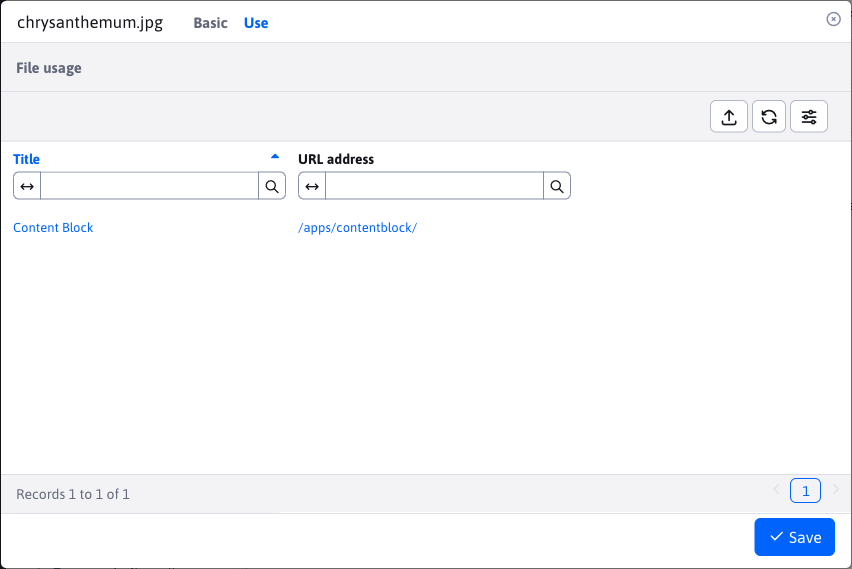 chrysanthemum.jpg Basic Use
File usage
Title URL address
Content Block /apps/contentblock/
Records 1 to 1 of 1 1
Save